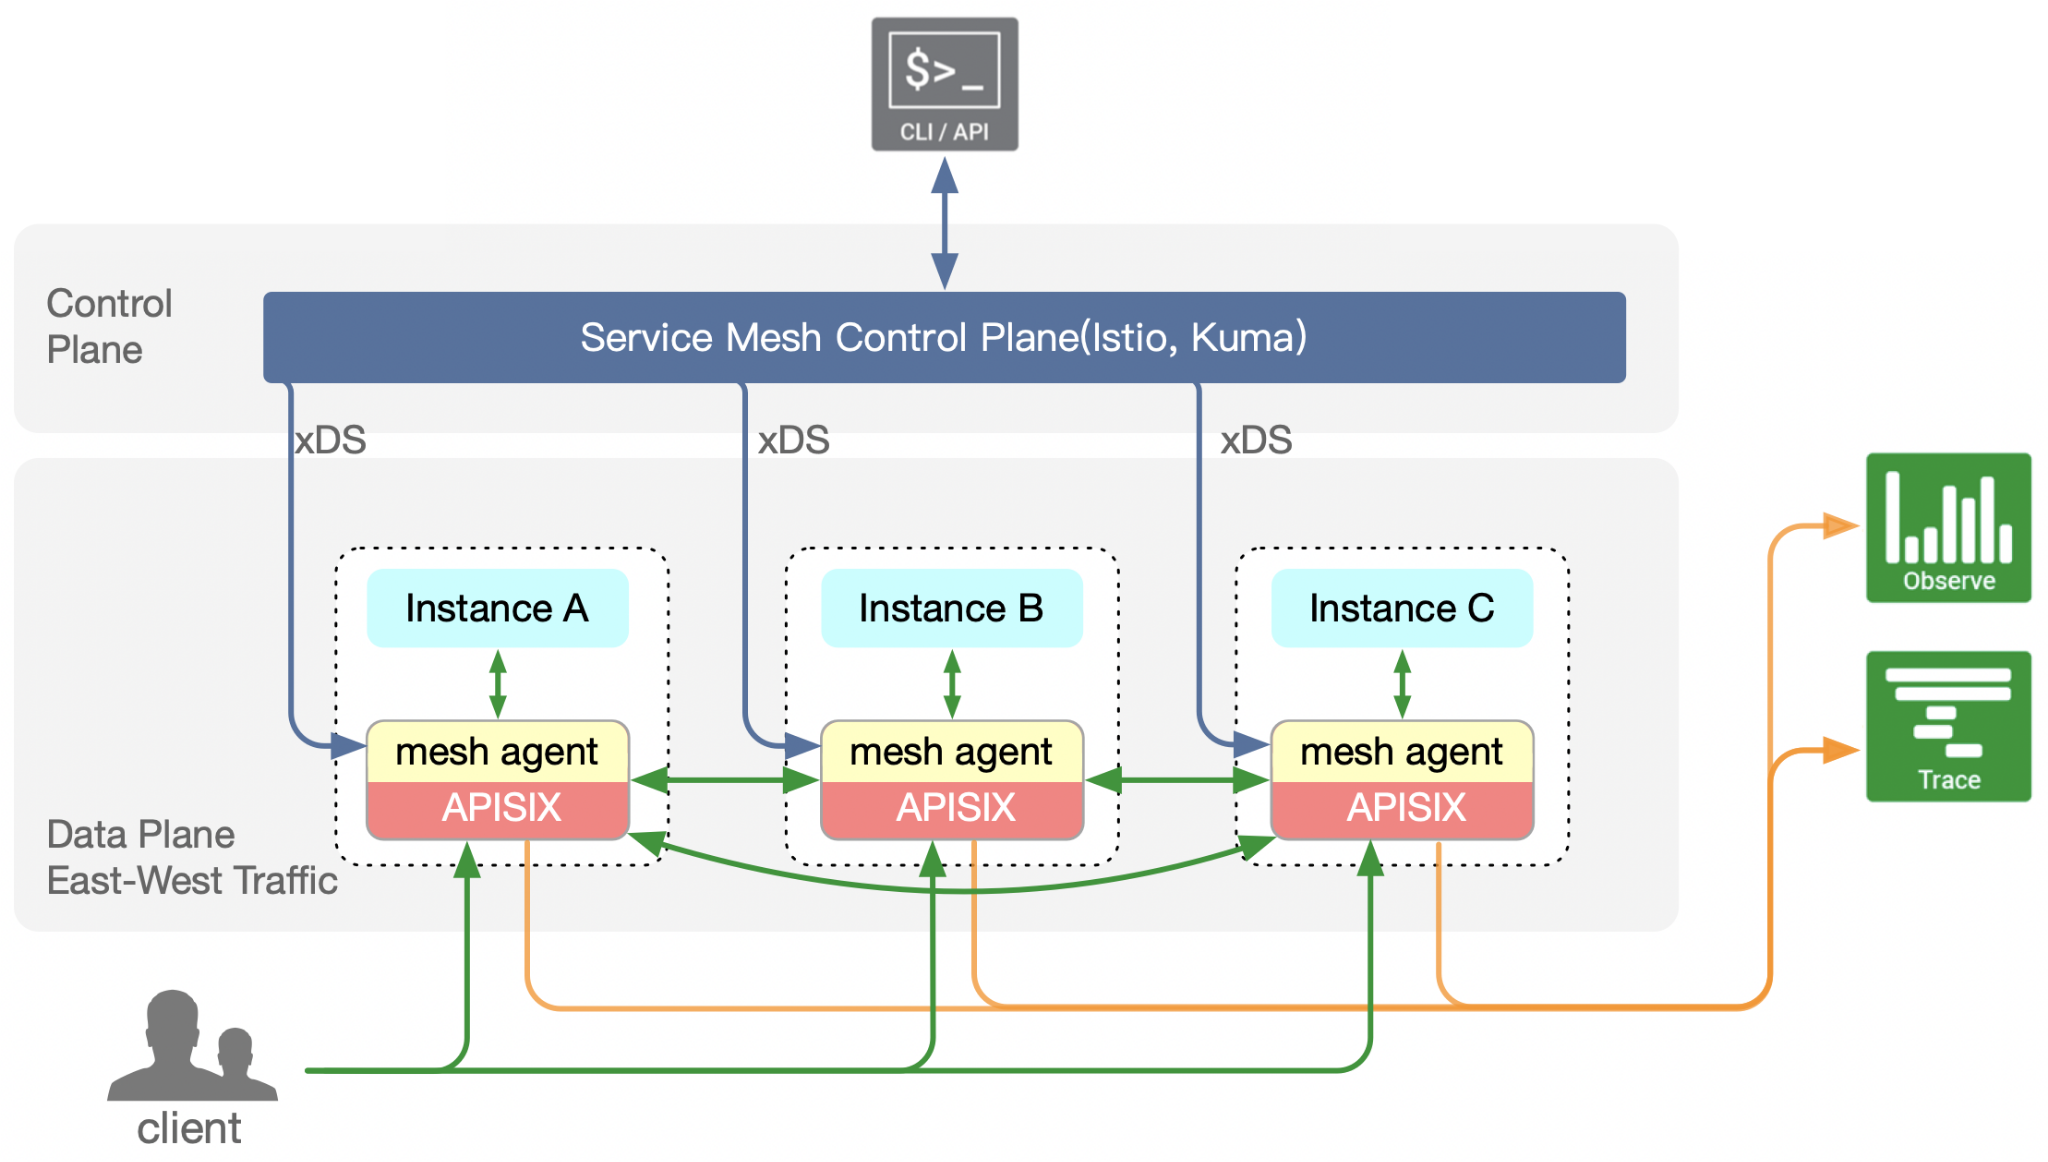 $>_
CLI / API
Control
Plane
Service Mesh Control Plane(Istio, Kuma)
xDS
xDS
xDS
Instance A
Instance B
Instance C
mesh agent
mesh agent
mesh agent
APISIX
APISIX
APISIX
Data Plane
East-West Traffic
Observe
Trace
client